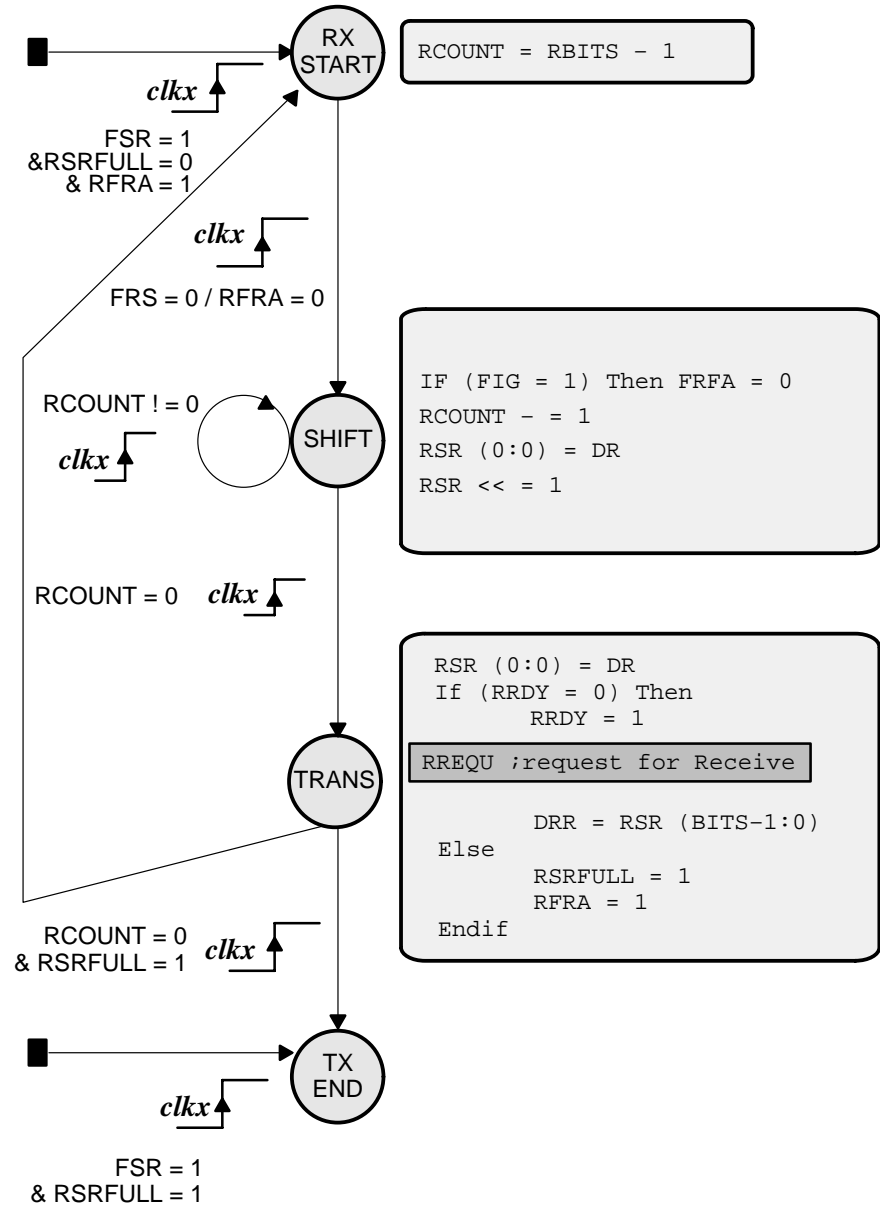 RX
START
RCOUNT = RBITS – 1
clkx
FSR = 1
&RSRFULL = 0
& RFRA = 1
clkx
FRS = 0 / RFRA = 0
IF (FIG = 1) Then FRFA = 0
RCOUNT – = 1
RSR (0:0) = DR
RSR << = 1
RCOUNT ! = 0
clkx
SHIFT
RCOUNT = 0 clkx
RSR (0:0) = DR
If (RRDY = 0) Then
RRDY = 1
RREQU ;request for Receive
DRR = RSR (BITS–1:0)
Else
RSRFULL = 1
RFRA = 1
Endif
TRANS
RCOUNT = 0
& RSRFULL = 1
clkx
TX
END
clkx
FSR = 1
& RSRFULL = 1